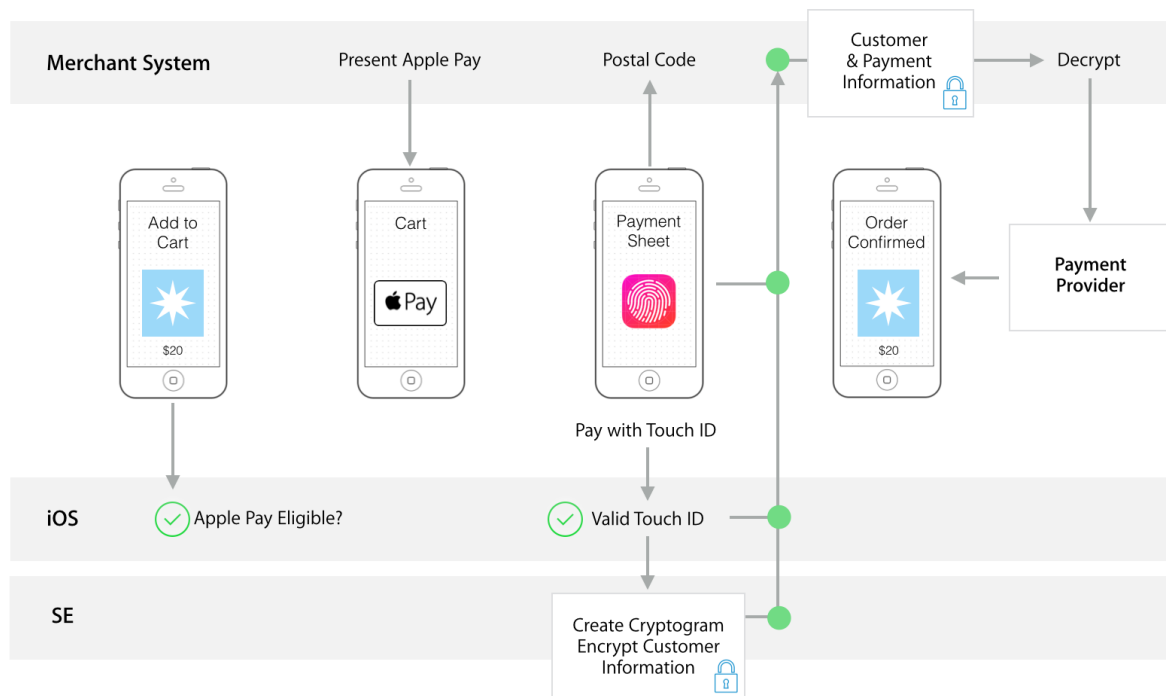 Merchant System
Present Apple Pay
Postal Code
Customer
& Payment
Information
Decrypt
Add to
Cart
$20
Cart
Pay
Payment
Sheet
Order
Confirmed
$20
Payment
Provider
Pay with Touch ID
iOS
Apple Pay Eligible?
Valid Touch ID
SE
Create Cryptogram
Encrypt Customer
Information